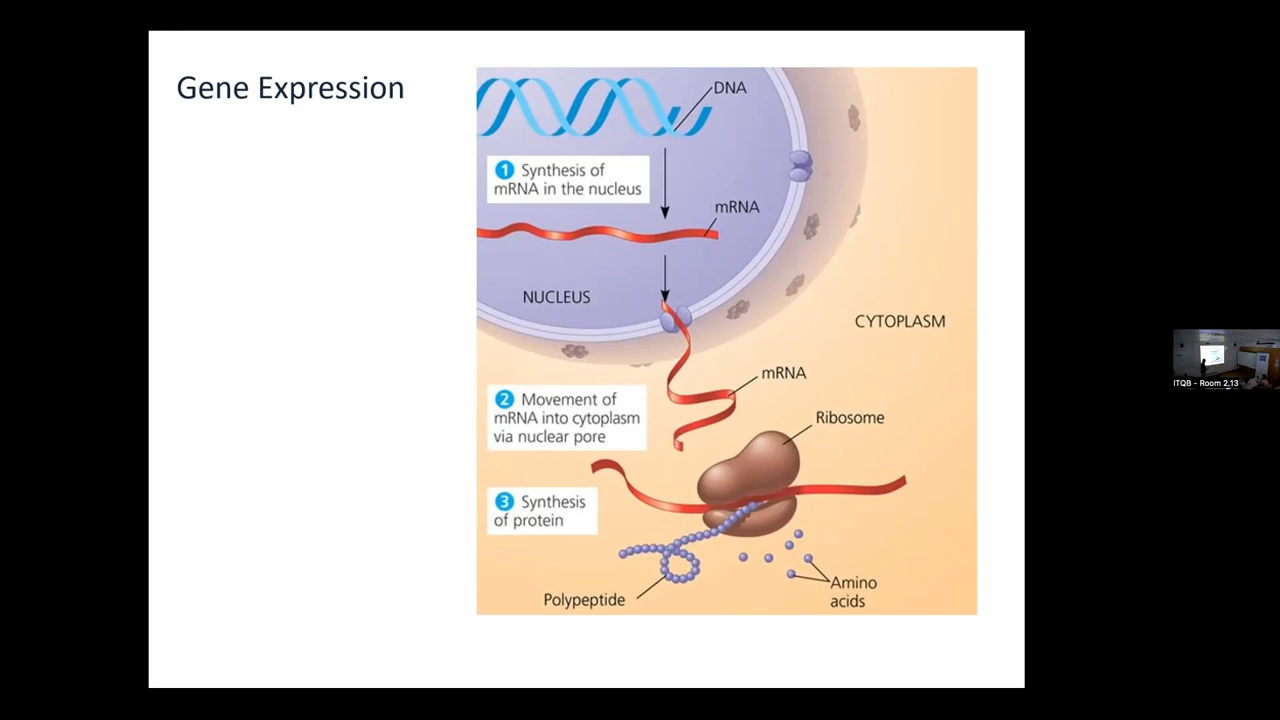 Gene Expression
DNA
1 Synthesis of
mRNA in the nucleus
mRNA
NUCLEUS
CYTOPLASM
mRNA
2 Movement of
mRNA into cytoplasm
via nuclear pore
Ribosome
3 Synthesis
of protein
Amino
acids
Polypeptide
ITQB - Room 2.13